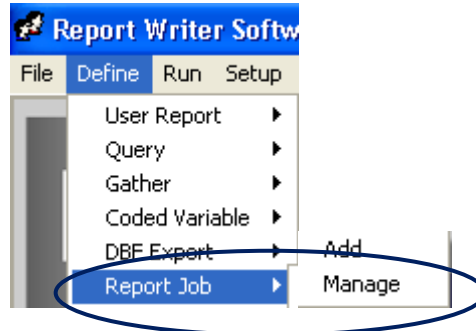 Report Writer Softw
File Define Run Setup
User Report
Query
Gather
Coded Variable
DBF Export
Add
Report Job
Manage